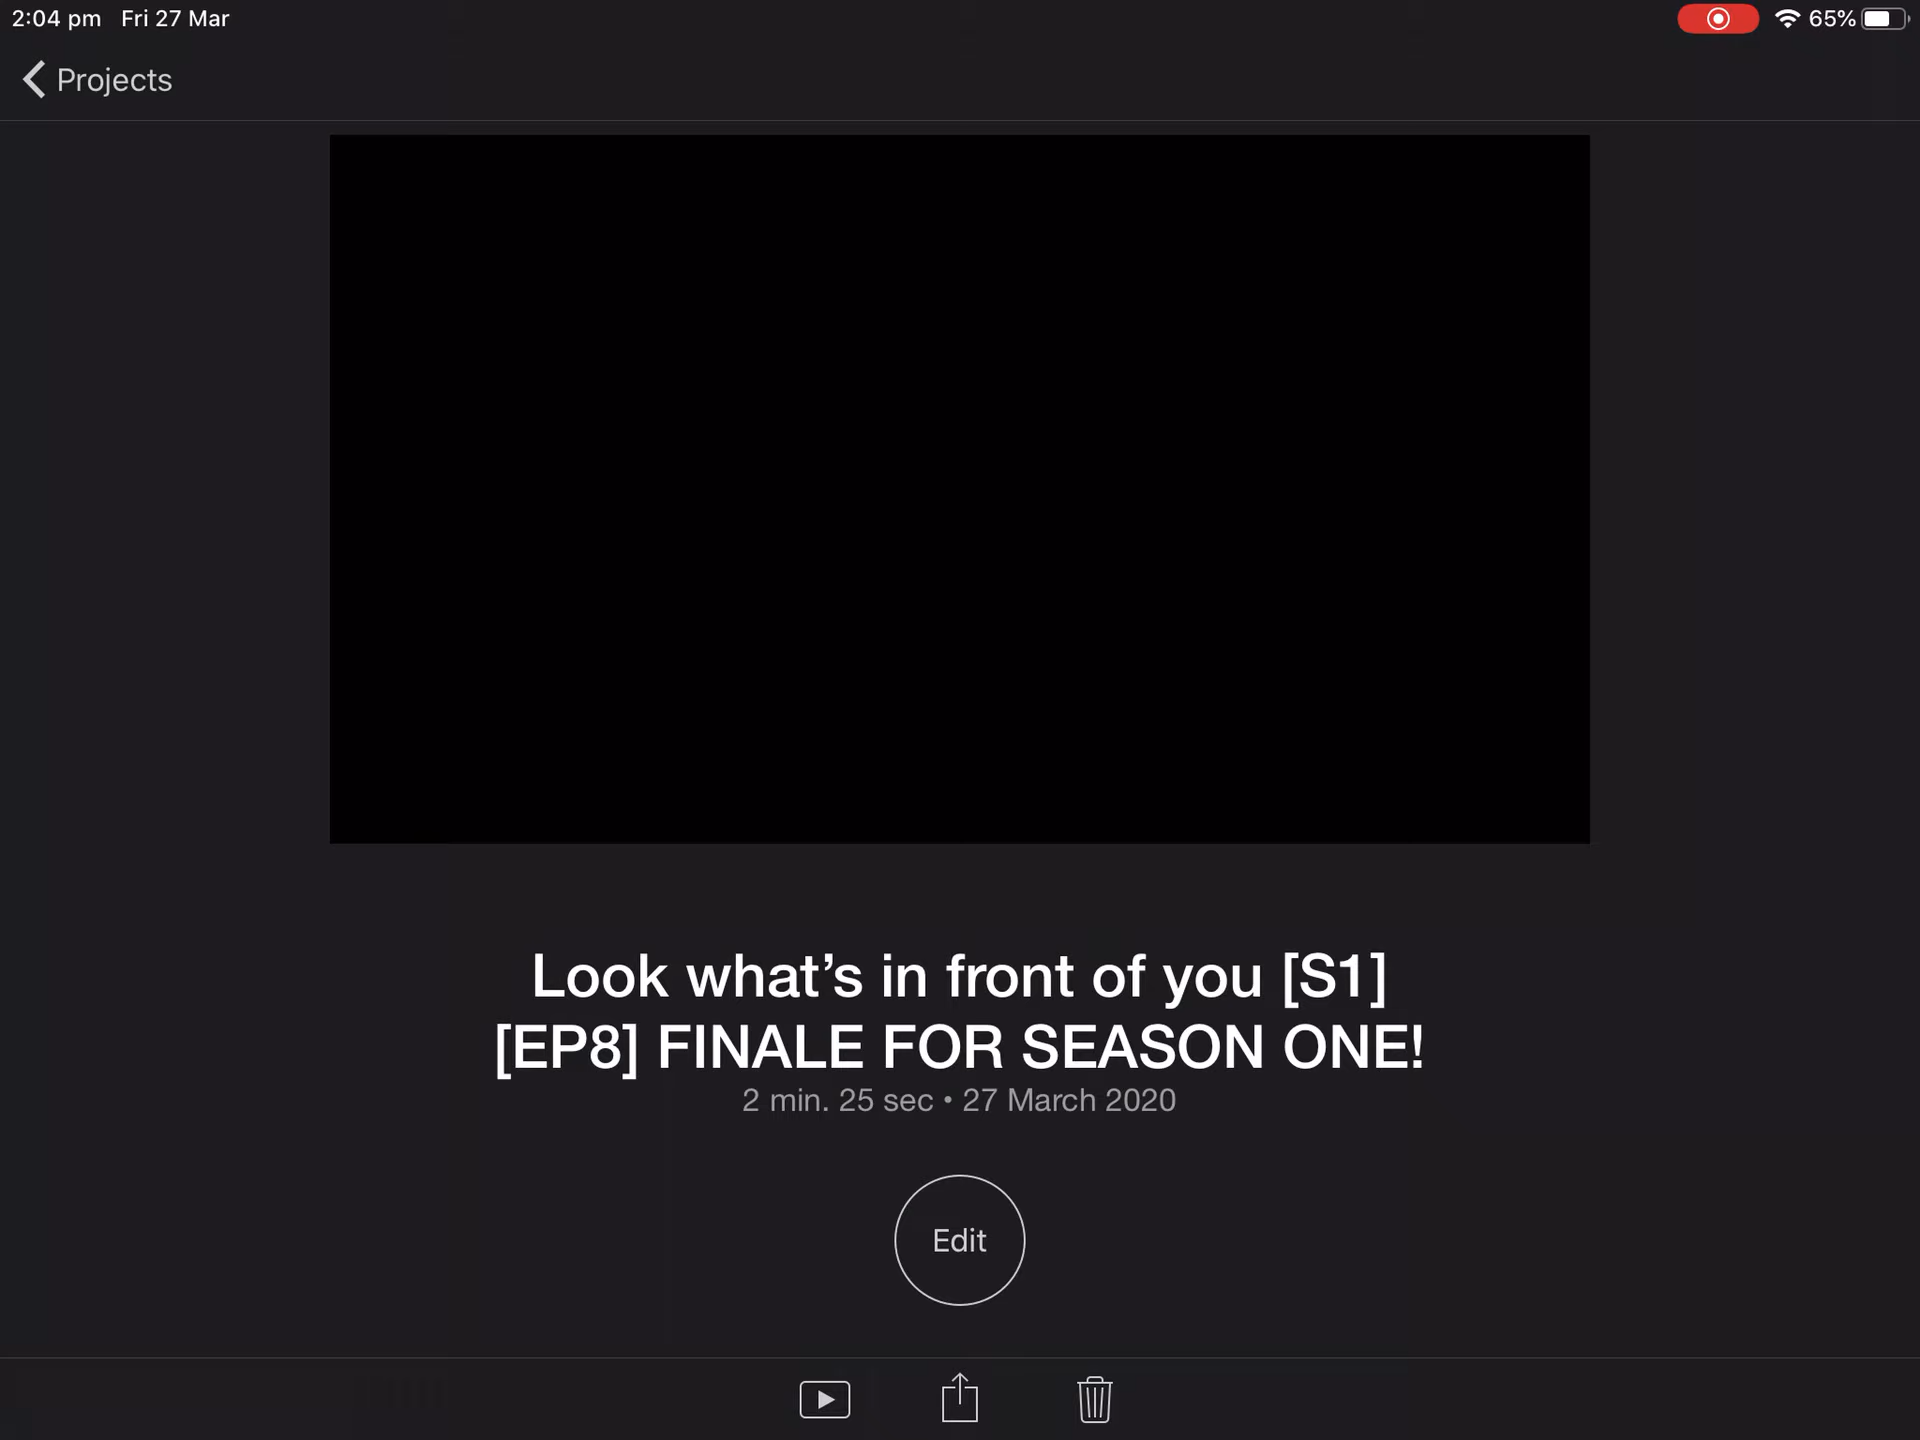 2:04 pm Fri 27 Mar 65%
Projects
Look what’s in front of you [S1]
[EP8] FINALE FOR SEASON ONE!
2 min. 25 sec • 27 March 2020
Edit